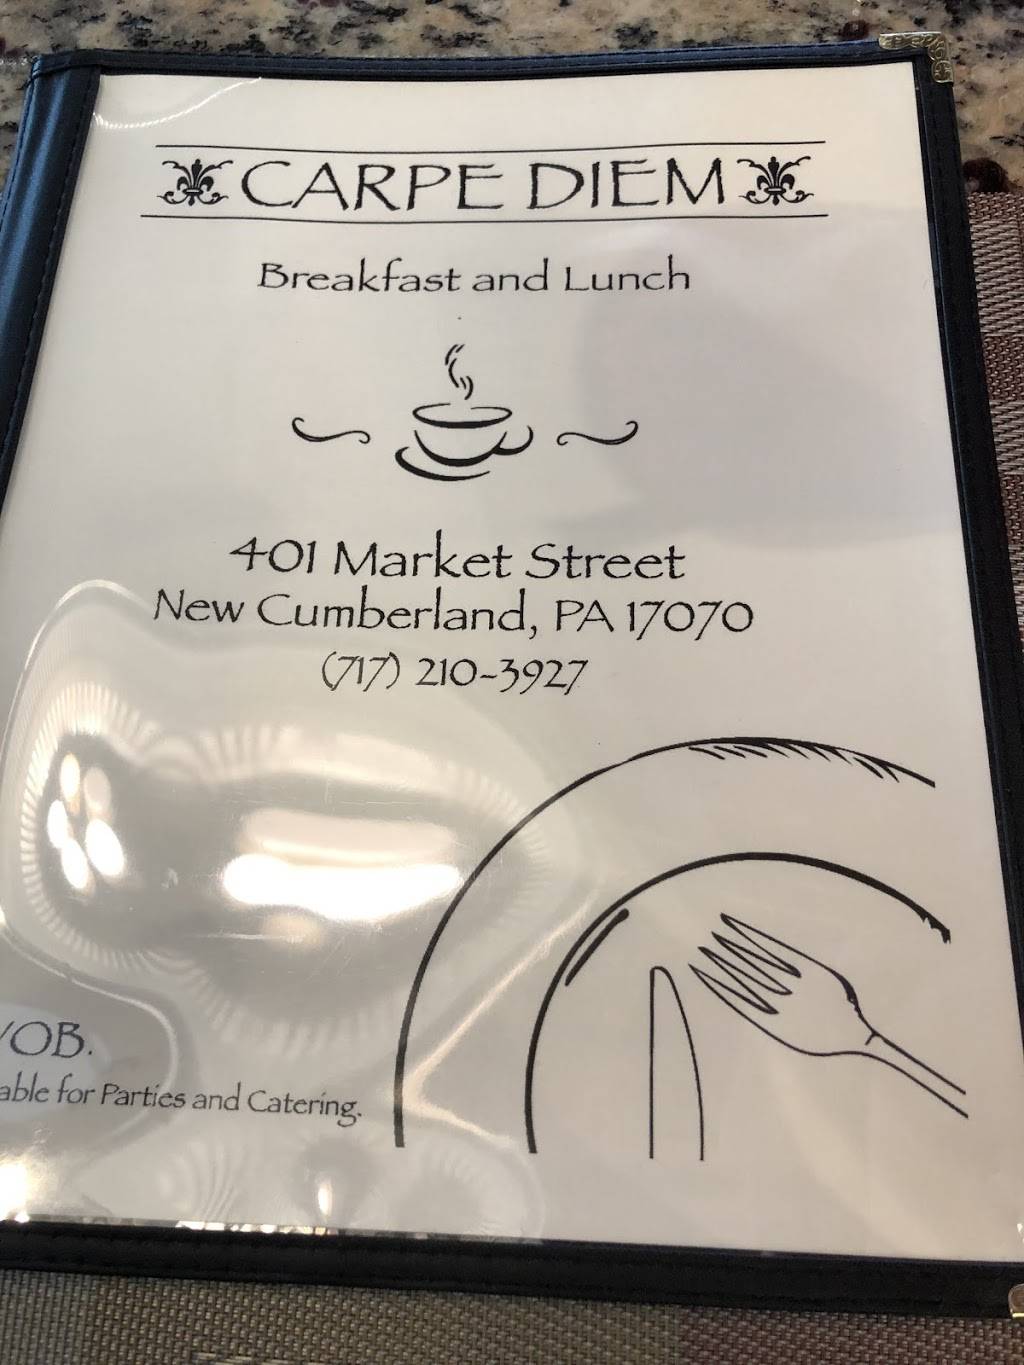 CARPE DIEM
Breakfast and Lunch
401 Market Street
New Cumberland, PA 17070
(717) 210-3927
YOB.
able for Parties and Catering.